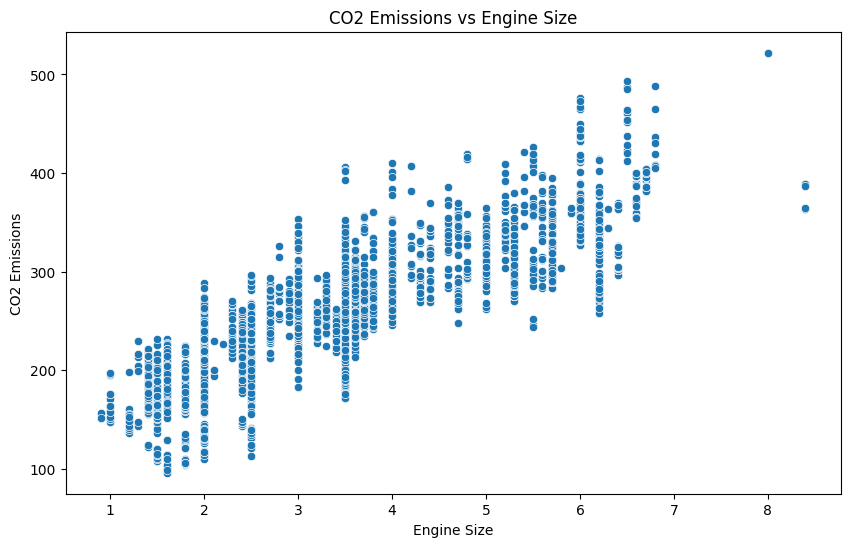 CO2 Emissions vs Engine Size
500
400
300
200
100
CO2 Emissions
1 2 3 4 5 6 7 8
Engine Size